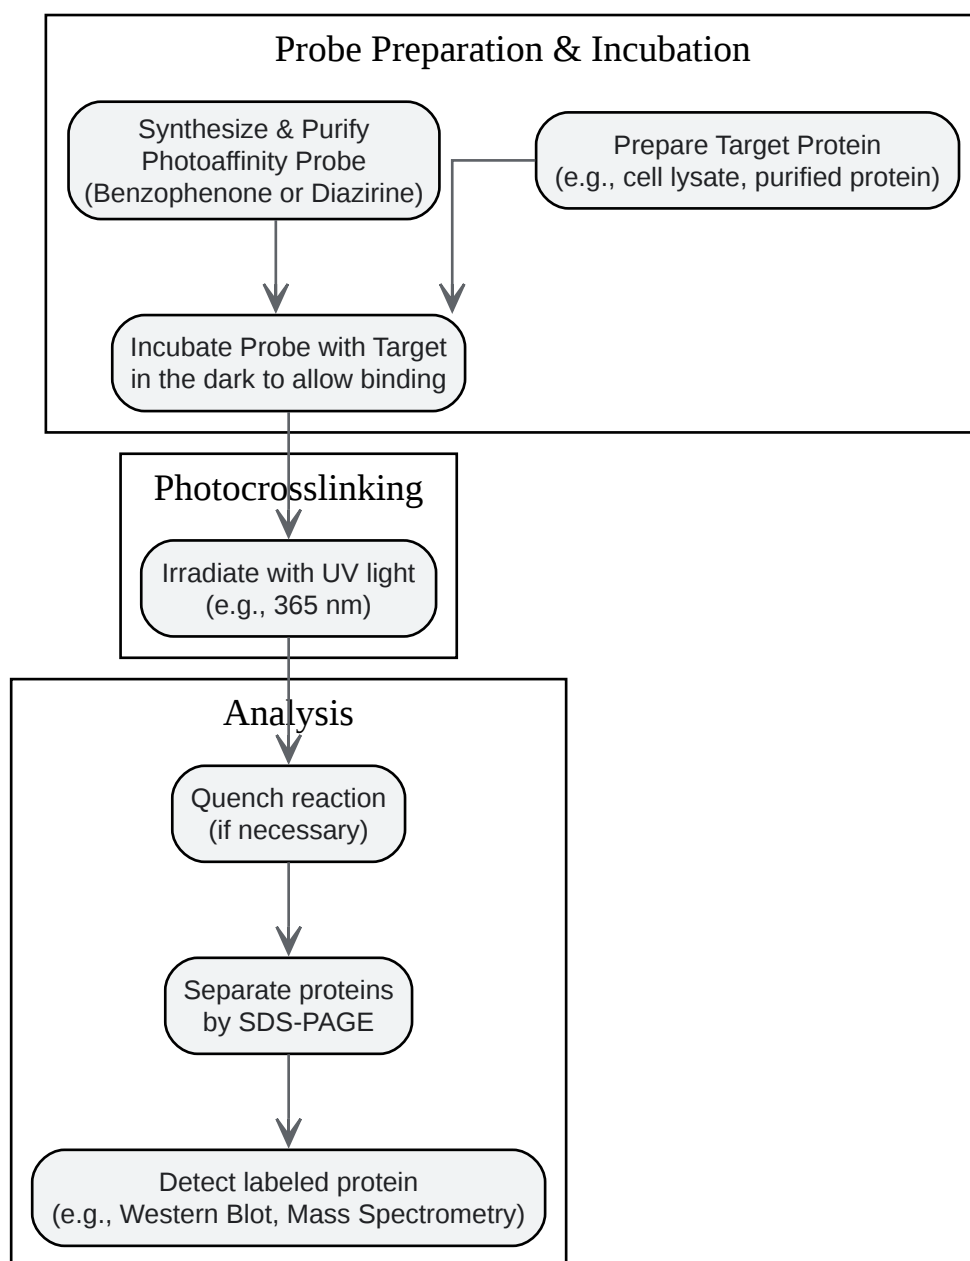 Probe Preparation & Incubation
Synthesize & Purify
Photoaffinity Probe
(Benzophenone or Diazirine)
Prepare Target Protein
(e.g., cell lysate, purified protein)
Incubate Probe with Target
in the dark to allow binding
Photocrosslinking
Irradiate with UV light
(e.g., 365 nm)
Analysis
Quench reaction
(if necessary)
Separate proteins
by SDS-PAGE
Detect labeled protein
(e.g., Western Blot, Mass Spectrometry)